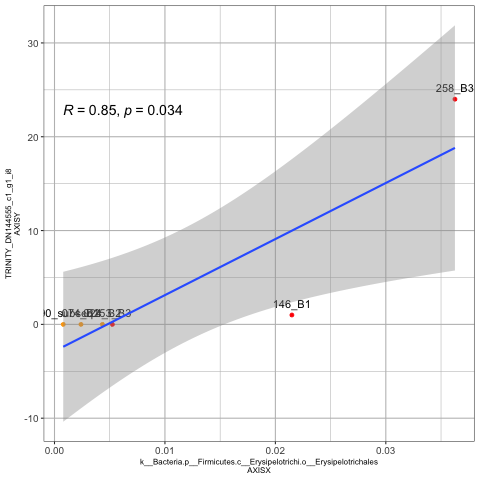 30
20
10
0
-10
R = 0.85, p = 0.034
258_B3
146_B1
0.00
0.01
0.02
0.03
k__Bacteria.p__Firmicutes.c__Erysipelotrichi.o__Erysipelotrichales
AXISX
TRINITY_DN144555_c1_g1_i8
AXISY